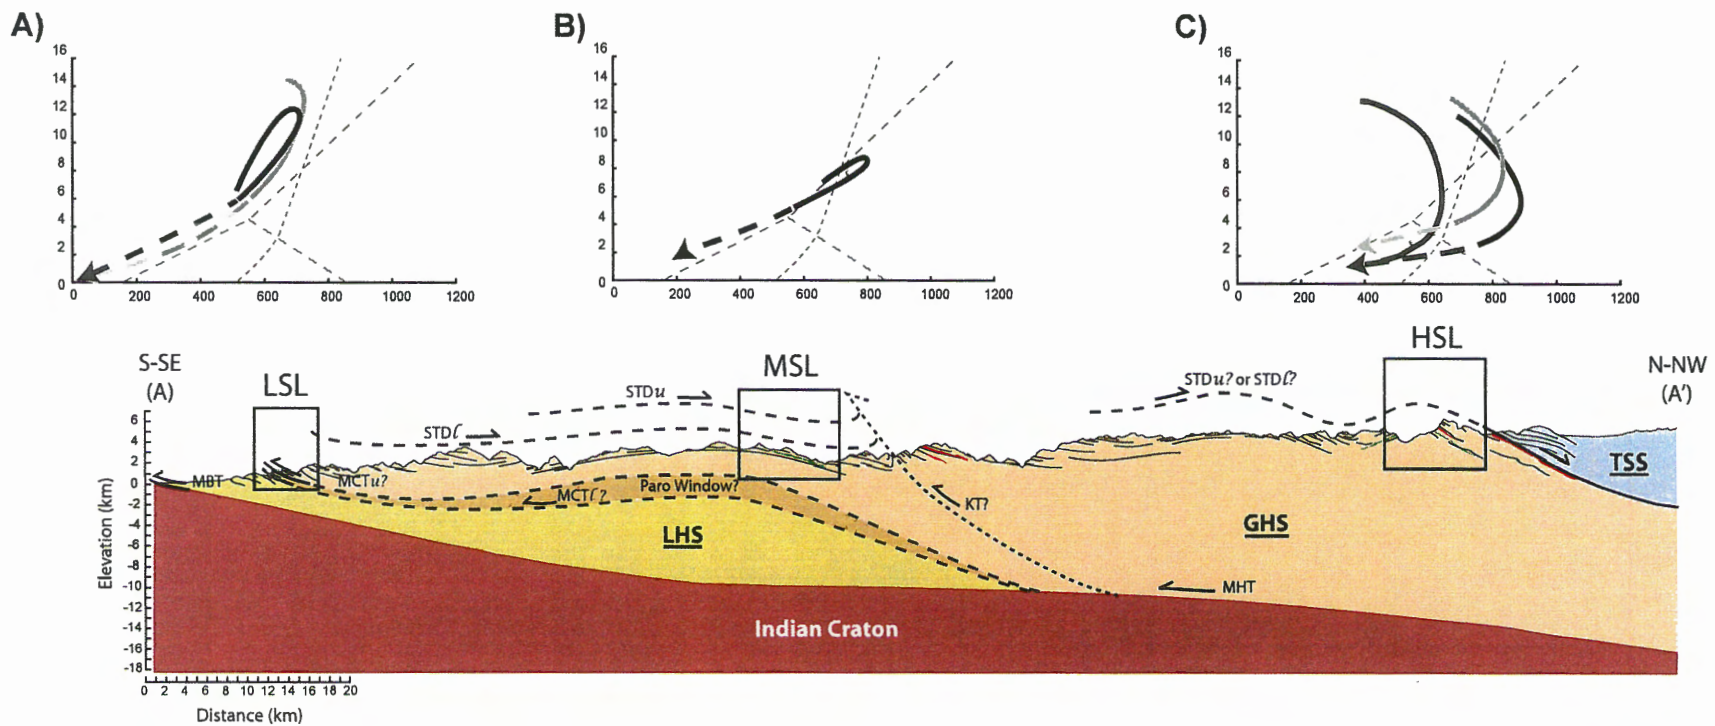 A)
B)
C)
16
14
12
10
8
6
4
2
0
0 200 400 600 800 1000 1200
16
14
12
10
8
6
4
2
0
0 200 400 600 800 1000 1200
16
14
12
10
8
6
4
2
0
0 200 400 600 800 1000 1200
S-SE
(A)
LSL
MSL
HSL
N-NW
(A')
STDu
STDl
STDu? or STDl?
MBT
MCTu?
MCTl?
Paro Window?
KT?
LHS
GHS
TSS
MHT
Indian Craton
Elevation (km)
6
4
2
0
-2
-4
-6
-8
-10
-12
-14
-16
-18
0 2 4 6 8 10 12 14 16 18 20
Distance (km)